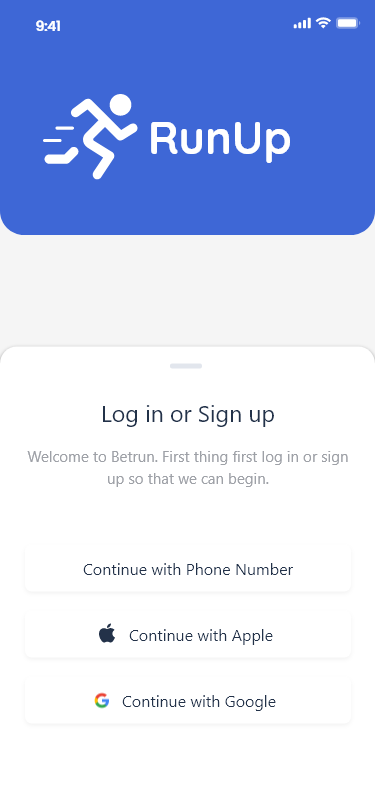 9:41
RunUp
Log in or Sign up
Welcome to Betrun. First thing first log in or sign
up so that we can begin.
Continue with Phone Number
Continue with Apple
Continue with Google